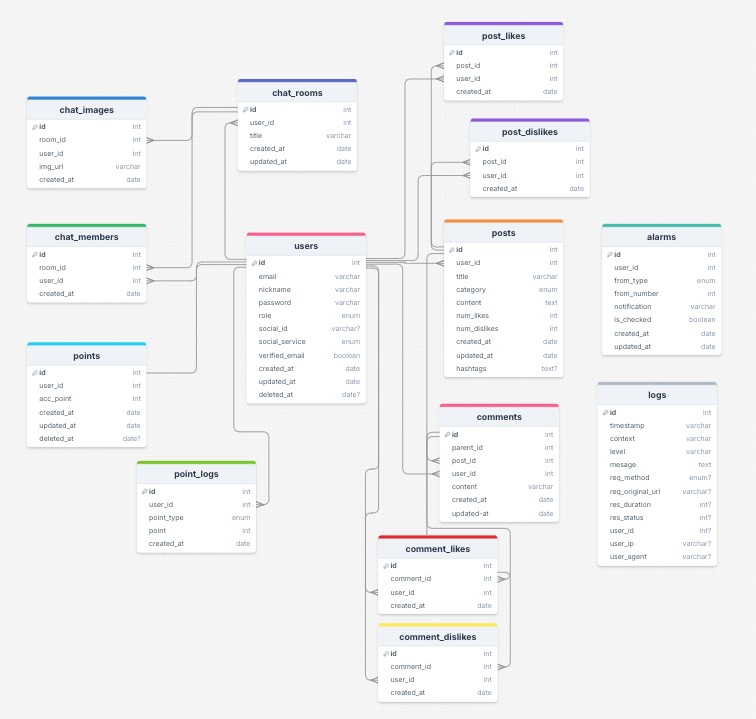 post_likes
id int
post_id int
user_id int
created_at date
chat_rooms
id int
user_id int
title varchar
created_at date
updated_at date
chat_images
id int
room_id int
user_id int
img_url varchar
created_at date
post_dislikes
id int
post_id int
user_id int
created_at date
chat_members
id int
room_id int
user_id int
created_at date
users
id int
email varchar
nickname varchar
password varchar
role enum
social_id varchar?
social_service enum
verified_email boolean
created_at date
updated_at date
deleted_at date?
posts
id int
user_id int
title varchar
category enum
content text
num_likes int
num_dislikes int
created_at date
updated_at date
hashtags text?
alarms
id int
user_id int
from_type enum
from_number int
notification varchar
is_checked boolean
created_at date
updated_at date
points
id int
user_id int
acc_point int
created_at date
updated_at date
deleted_at date?
logs
id int
timestamp varchar
context varchar
level varchar
mesage text
req_method enum?
req_original_url varchar?
res_duration int?
res_status int?
user_id int?
user_ip varchar?
user_agent varchar?
comments
id int
parent_id int
post_id int
user_id int
content varchar
created_at date
updated-at date
point_logs
id int
user_id int
point_type enum
point int
created_at date
comment_likes
id int
comment_id int
user_id int
created_at date
comment_dislikes
id int
comment_id int
user_id int
created_at date